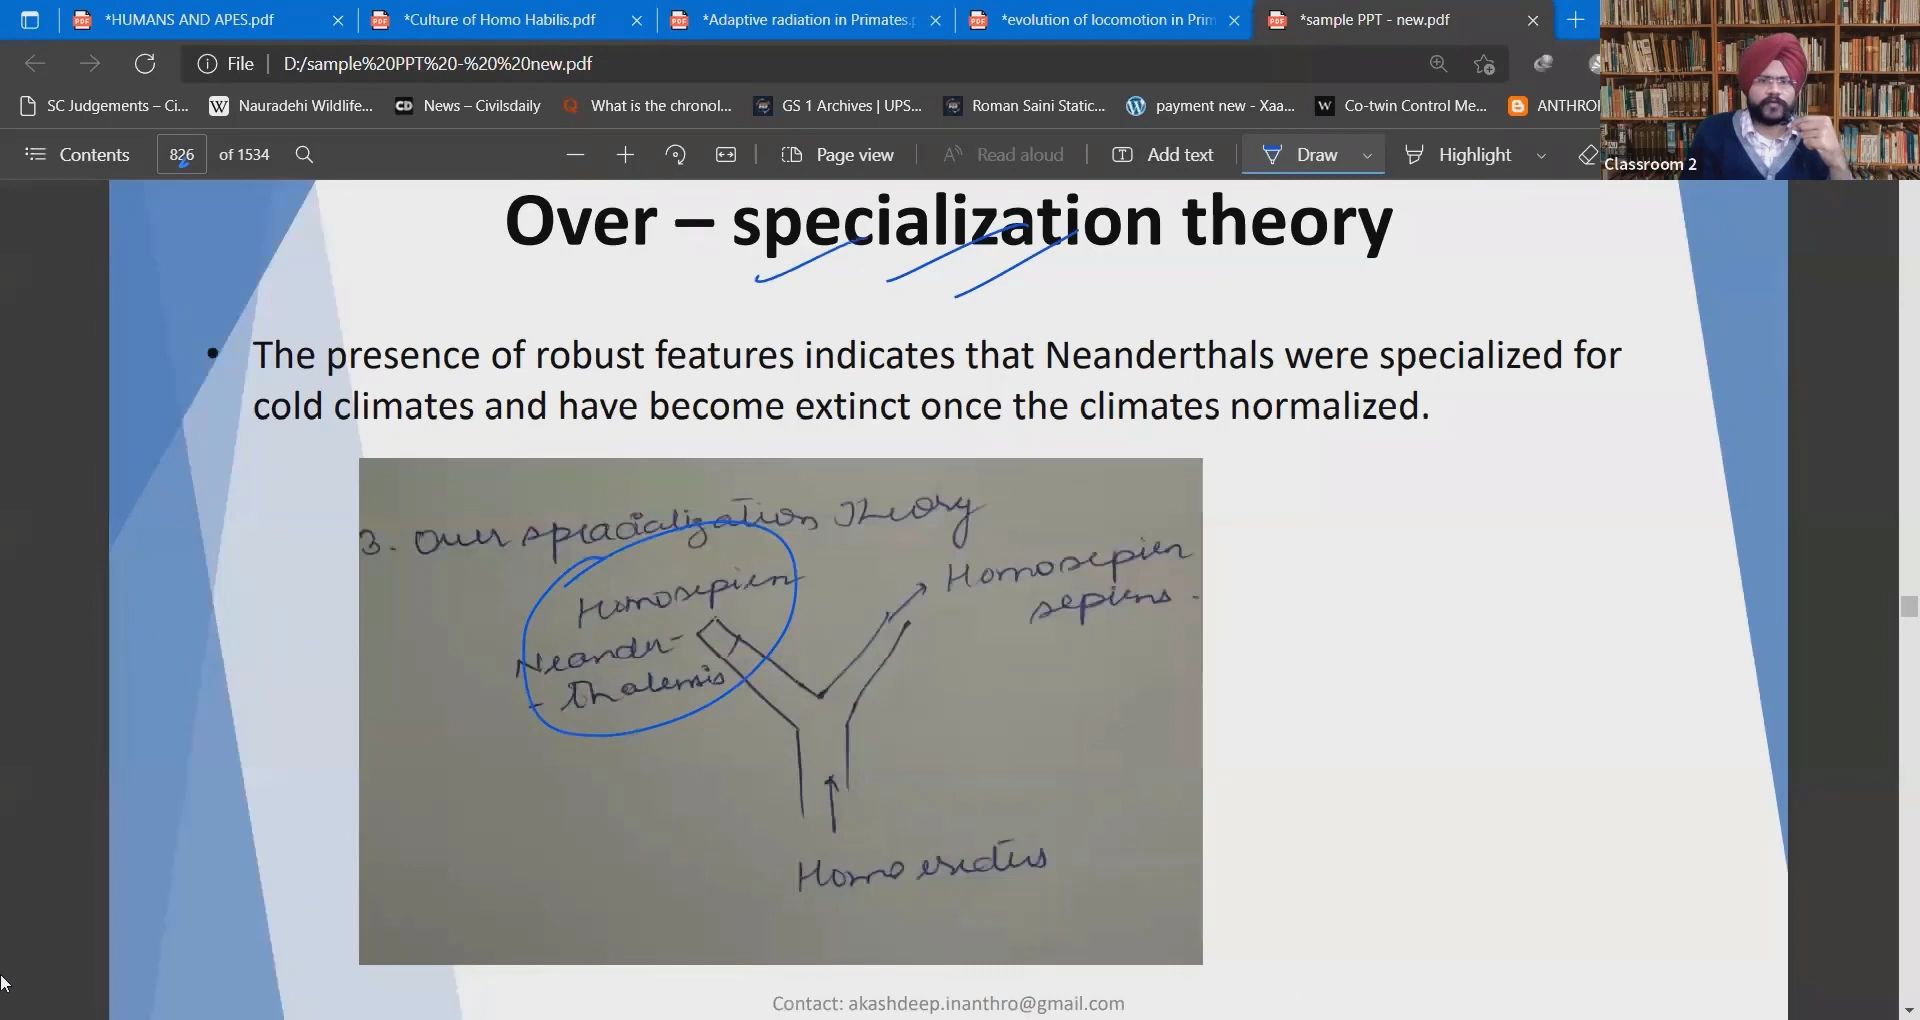 *HUMANS AND APES.pdf
*Culture of Homo Habilis.pdf
*Adaptive radiation in Primates.
*evolution of locomotion in Prim
*sample PPT - new.pdf
File
D:/sample%20PPT%20-%20%20new.pdf
SC Judgements – Ci...
Nauradehi Wildlife...
News – Civilsdaily
What is the chronol...
GS 1 Archives | UPS...
Roman Saini Static...
payment new - Xaa...
Co-twin Control Me...
ANTHRO
Contents
826 of 1534
Page view
Read aloud
Add text
Draw
Highlight
Classroom 2
Over – specialization theory
• The presence of robust features indicates that Neanderthals were specialized for
cold climates and have become extinct once the climates normalized.
3. Over specialization Theory
Homosepien
Neander-
- thalensis
Homosepien
sepiens.
Homo erectus
Contact: akashdeep.inanthro@gmail.com